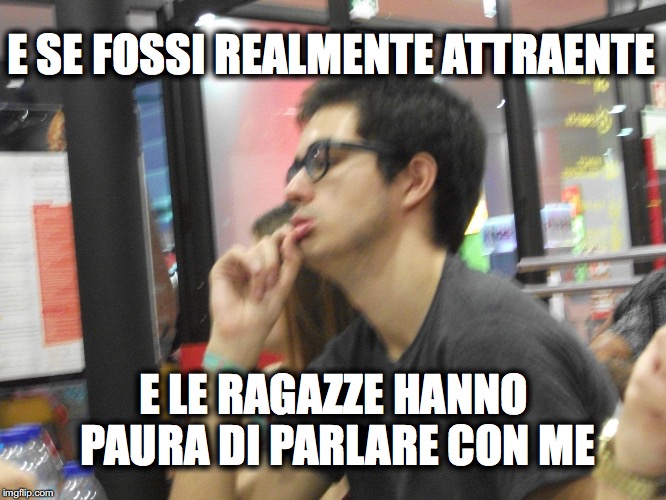 E SE FOSSI REALMENTE ATTRAENTE
E LE RAGAZZE HANNO
PAURA DI PARLARE CON ME
imgflip.com